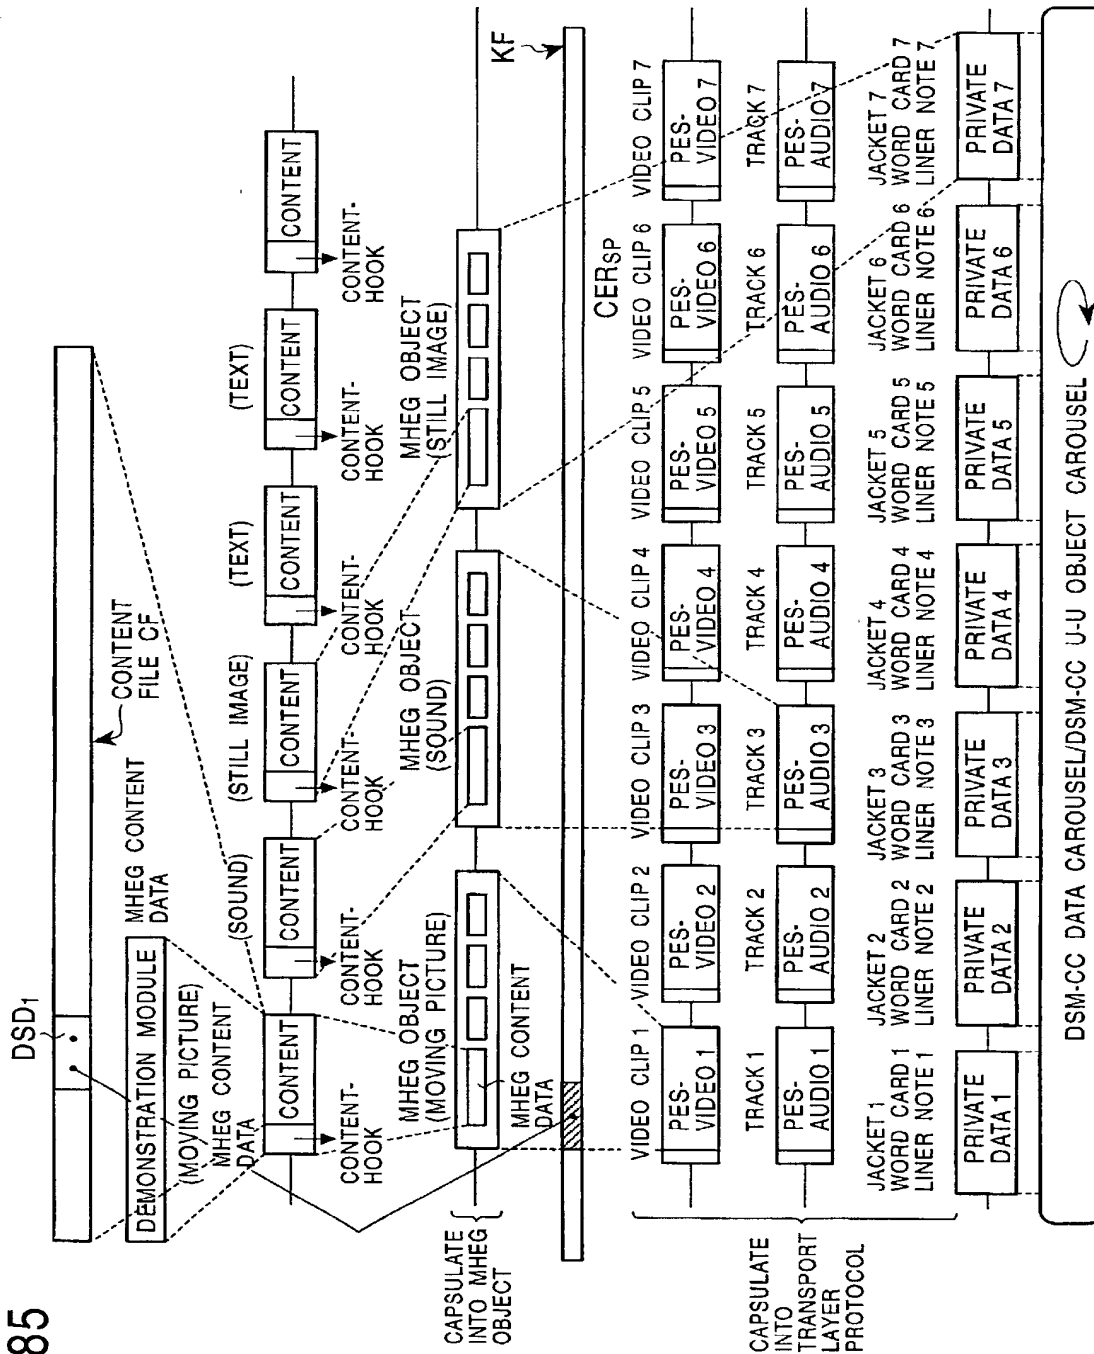 85
DSD1
CONTENT
FILE CF
DEMONSTRATION MODULE
MHEG CONTENT
DATA
(MOVING PICTURE)
MHEG CONTENT
DATA
(SOUND)
(STILL IMAGE)
(TEXT)
(TEXT)
CONTENT
CONTENT
CONTENT
CONTENT
CONTENT
CONTENT
CONTENT-
HOOK
CONTENT-
HOOK
CONTENT-
HOOK
CONTENT-
HOOK
CONTENT-
HOOK
CONTENT-
HOOK
MHEG OBJECT
(MOVING PICTURE)
MHEG OBJECT
(SOUND)
MHEG OBJECT
(STILL IMAGE)
CAPSULATE
INTO MHEG
OBJECT
MHEG CONTENT
DATA
KF
CERSP
VIDEO CLIP 1
VIDEO CLIP 2
VIDEO CLIP 3
VIDEO CLIP 4
VIDEO CLIP 5
VIDEO CLIP 6
VIDEO CLIP 7
PES-
VIDEO 1
PES-
VIDEO 2
PES-
VIDEO 3
PES-
VIDEO 4
PES-
VIDEO 5
PES-
VIDEO 6
PES-
VIDEO 7
TRACK 1
TRACK 2
TRACK 3
TRACK 4
TRACK 5
TRACK 6
TRACK 7
PES-
AUDIO 1
PES-
AUDIO 2
PES-
AUDIO 3
PES-
AUDIO 4
PES-
AUDIO 5
PES-
AUDIO 6
PES-
AUDIO 7
CAPSULATE
INTO
TRANSPORT
LAYER
PROTOCOL
JACKET 1
WORD CARD 1
LINER NOTE 1
JACKET 2
WORD CARD 2
LINER NOTE 2
JACKET 3
WORD CARD 3
LINER NOTE 3
JACKET 4
WORD CARD 4
LINER NOTE 4
JACKET 5
WORD CARD 5
LINER NOTE 5
JACKET 6
WORD CARD 6
LINER NOTE 6
JACKET 7
WORD CARD 7
LINER NOTE 7
PRIVATE
DATA 1
PRIVATE
DATA 2
PRIVATE
DATA 3
PRIVATE
DATA 4
PRIVATE
DATA 5
PRIVATE
DATA 6
PRIVATE
DATA 7
DSM-CC DATA CAROUSEL/DSM-CC U-U OBJECT CAROUSEL